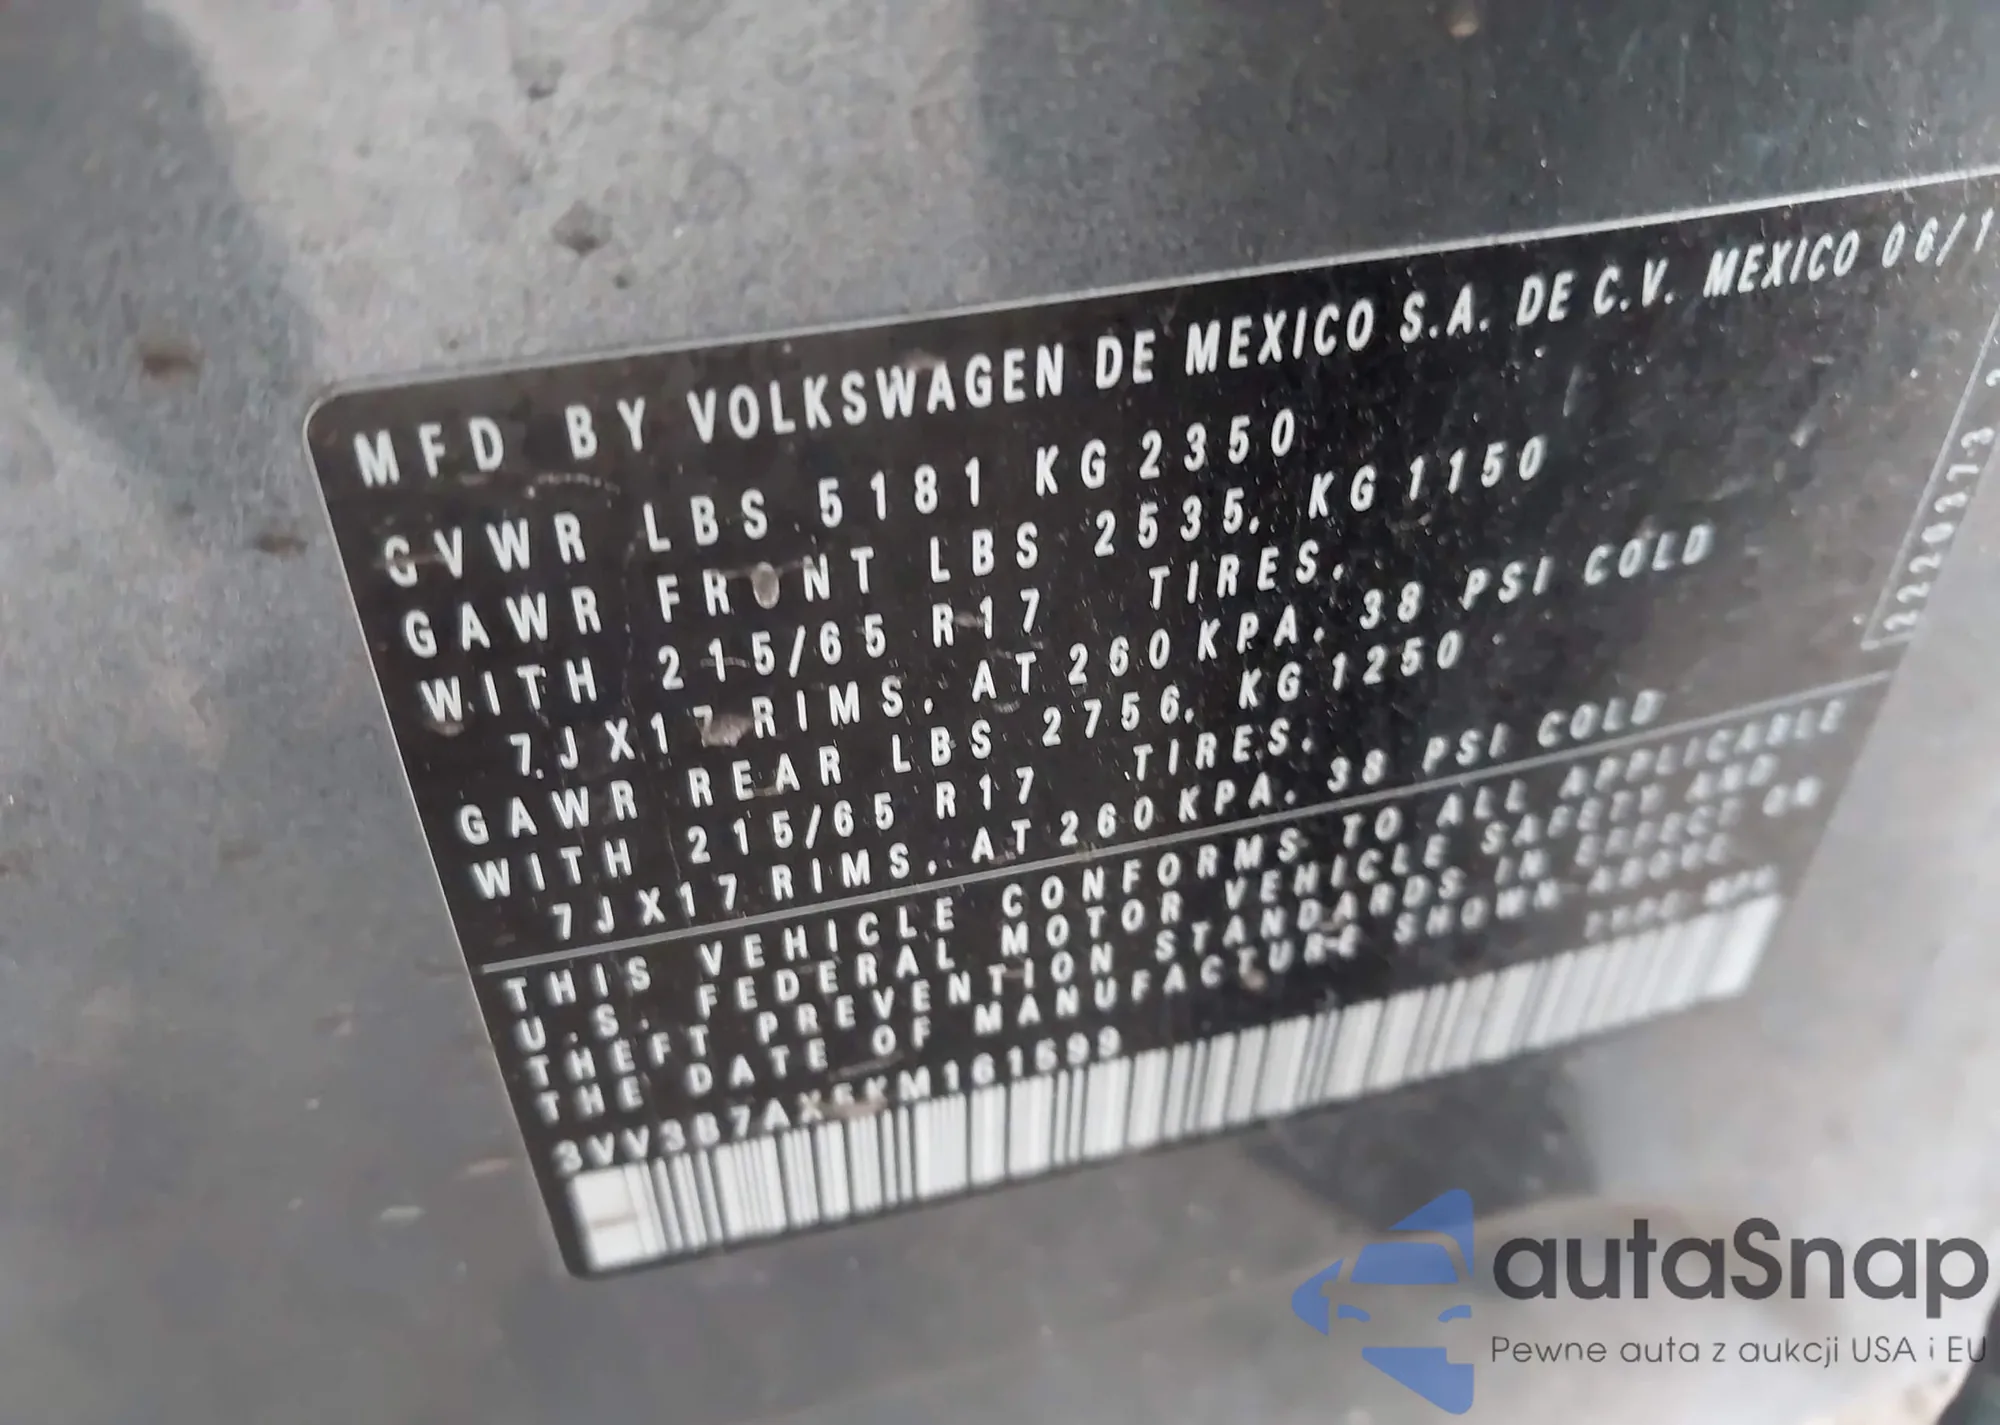 MFD BY VOLKSWAGEN DE MEXICO S.A. DE C.V. MEXICO 06/1
GVWR LBS 5181 KG 2350
GAWR FRONT LBS 2535. KG 1150
WITH 215/65 R17 TIRES.
7JX17 RIMS. AT 260 KPA. 38 PSI COLD
GAWR REAR LBS 2756. KG 1250
WITH 215/65 R17 TIRES.
7JX17 RIMS. AT 260 KPA. 38 PSI COLD
THIS VEHICLE CONFORMS TO ALL APPLICABLE
U.S. FEDERAL MOTOR VEHICLE SAFETY AND
THEFT PREVENTION STANDARDS IN EFFECT ON
THE DATE OF MANUFACTURE SHOWN ABOVE
3VV3B7AX5KM161599
2220373
autaSnap
Pewne auta z aukcji USA i EU